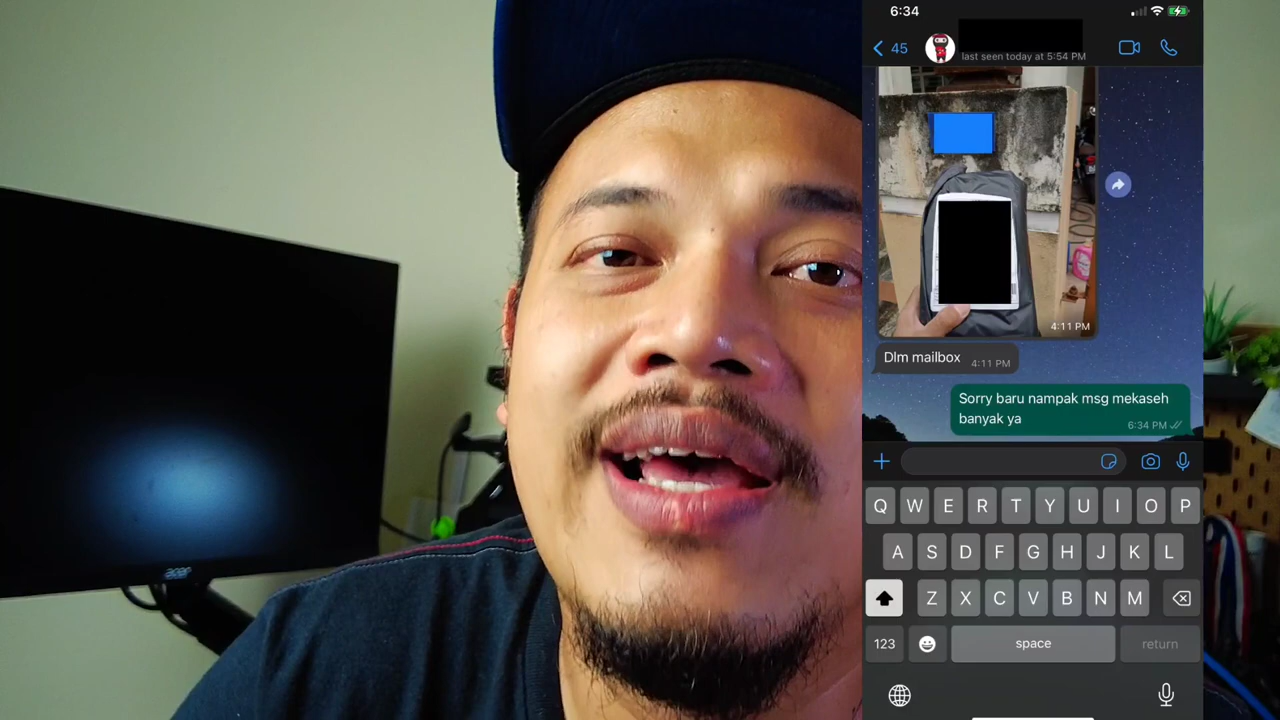 6:34
45
last seen today at 5:54 PM
4:11 PM
Dlm mailbox
4:11 PM
Sorry baru nampak msg mekaseh
banyak ya
6:34 PM
Q W E R T Y U I O P
A S D F G H J K L
Z X C V B N M
123
space
return
acer